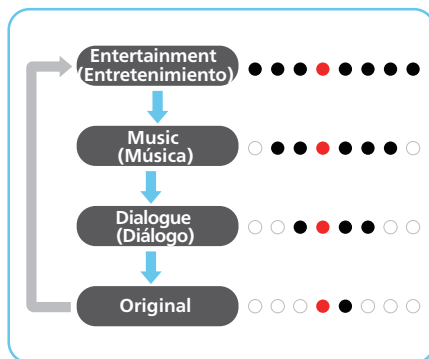 Entertainment
(Entretenimiento)
Music
(Música)
Dialogue
(Diálogo)
Original